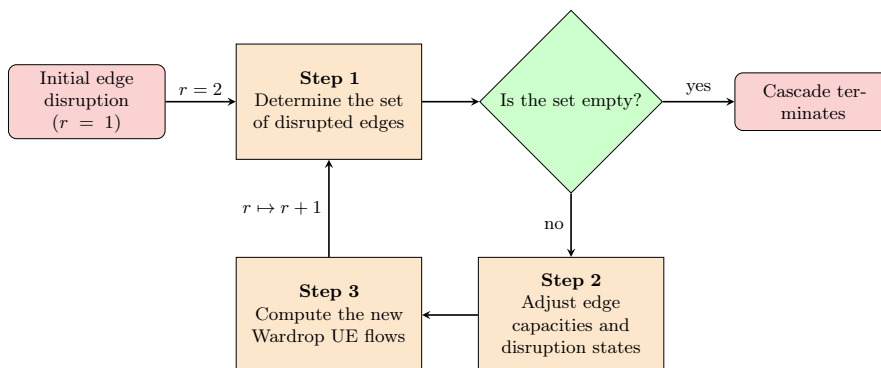 Initial edge
disruption
(r = 1)
r = 2
Step 1
Determine the set
of disrupted edges
Is the set empty?
yes
Cascade ter-
minates
no
r ↦ r + 1
Step 3
Compute the new
Wardrop UE flows
Step 2
Adjust edge
capacities and
disruption states